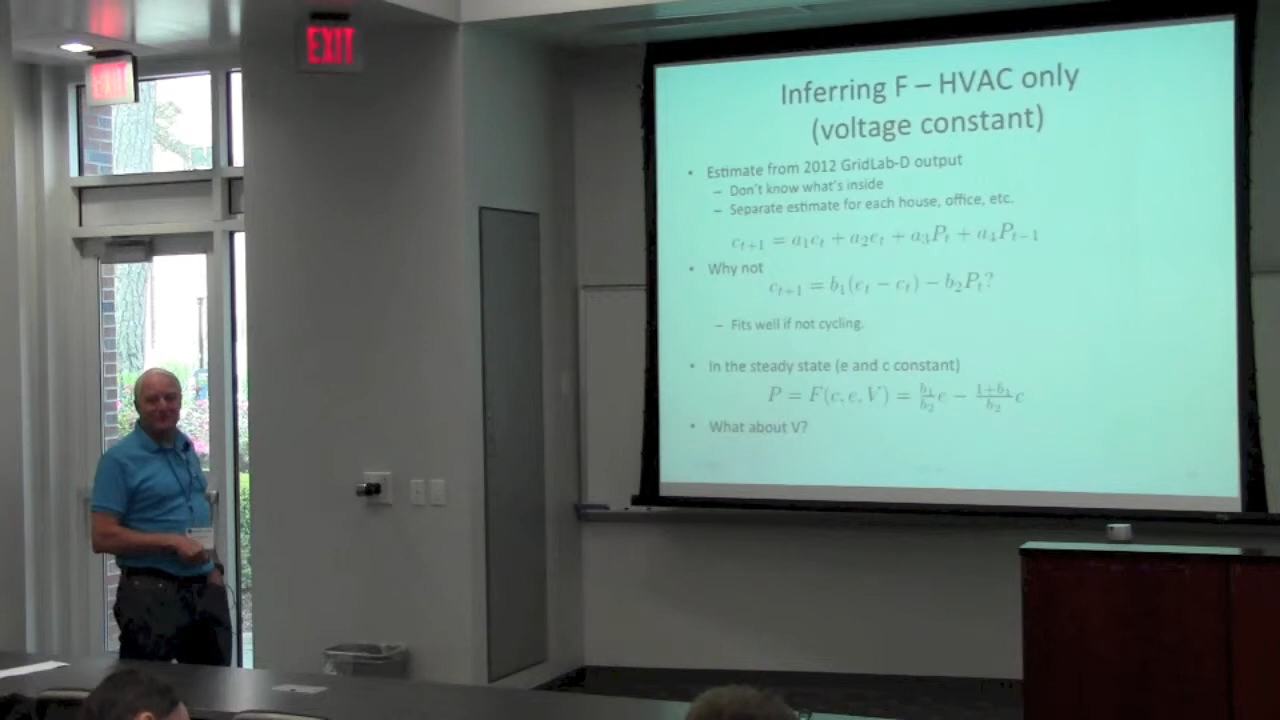 EXIT
EXIT
Inferring F – HVAC only
(voltage constant)
• Estimate from 2012 GridLab-D output
– Don't know what's inside
– Separate estimate for each house, office, etc.
c_{t+1} = a_1c_t + a_2e_t + a_3P_t + a_4P_{t-1}
• Why not
c_{t+1} = b_1(e_t − c_t) − b_2P_t?
– Fits well if not cycling.
• In the steady state (e and c constant)
P = F(c, e, V) = \frac{b_1}{b_2}e − \frac{1+b_1}{b_2}c
• What about V?